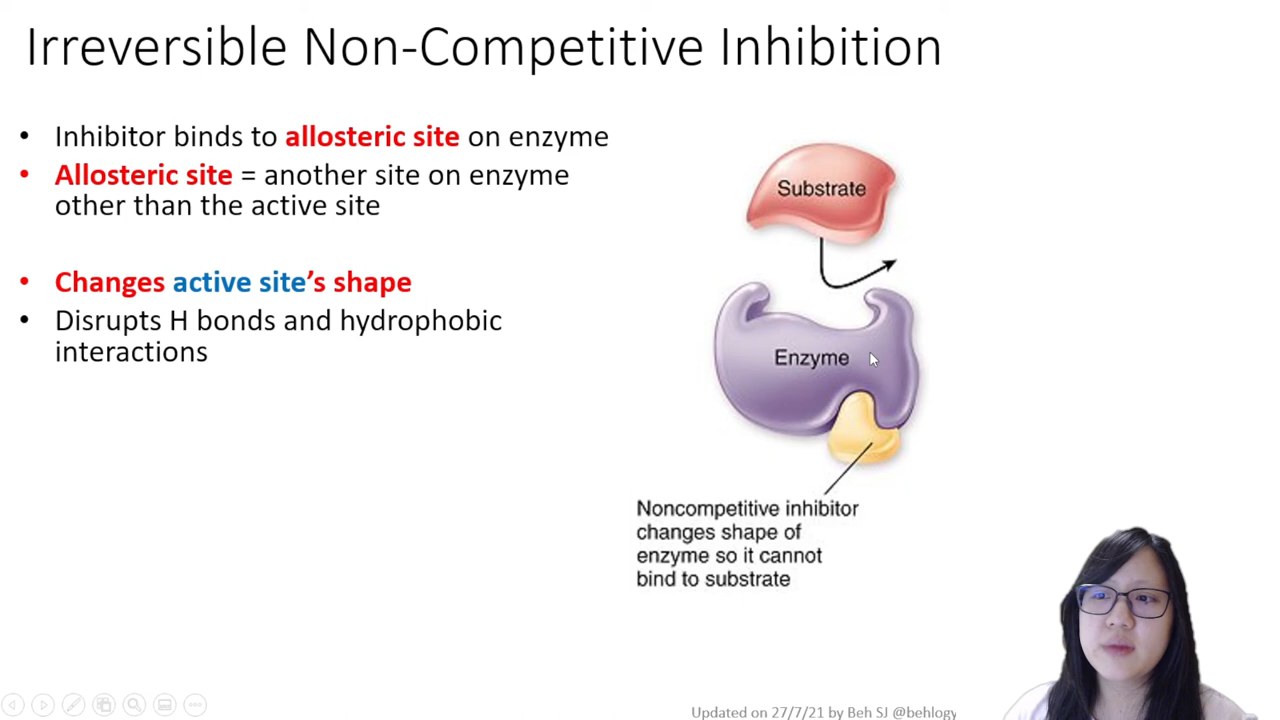 Irreversible Non-Competitive Inhibition
• Inhibitor binds to allosteric site on enzyme
• Allosteric site = another site on enzyme
other than the active site
• Changes active site’s shape
• Disrupts H bonds and hydrophobic
interactions
Substrate
Enzyme
Noncompetitive inhibitor
changes shape of
enzyme so it cannot
bind to substrate
Updated on 27/7/21 by Beh SJ @behlogy